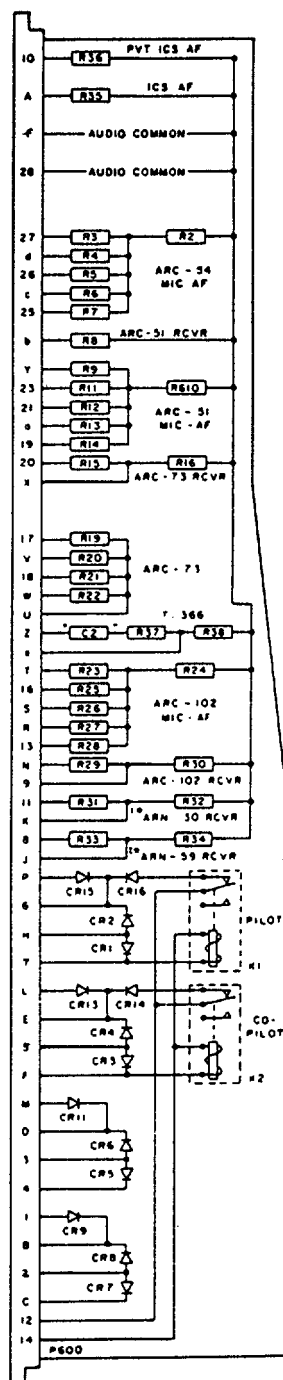 PVT ICS AF
10 R36
ICS AF
A R35
f AUDIO COMMON
28 AUDIO COMMON
27 R3 R2
d R4
26 R5 ARC-54
c R6 MIC AF
25 R7
b R8 ARC-51 RCVR
Y R9
23 R11 R610
21 R12 ARC-51
a R13 MIC-AF
19 R14
20 R15 R16
X ARC-73 RCVR
17 R19
V R20
18 R21 ARC-73
W R22
U T. 366
Z + C2 R37 R38
T R23 R24
16 R25
S R26 ARC-102
R R27 MIC-AF
13 R28
N R29 R30
9 ARC-102 RCVR
11 R31 1* R32
K ARN-30 RCVR
8 R33 2* R34
J ARN-59 RCVR
P CR15 CR16
6 CR2 PILOT
H CR1
7 K1
L CR13 CR14
E CR4 CO-
5 PILOT
F CR3 K2
M CR11
D CR6
3 CR5
4
1 CR9
B CR8
2 CR7
C
12
14
P600